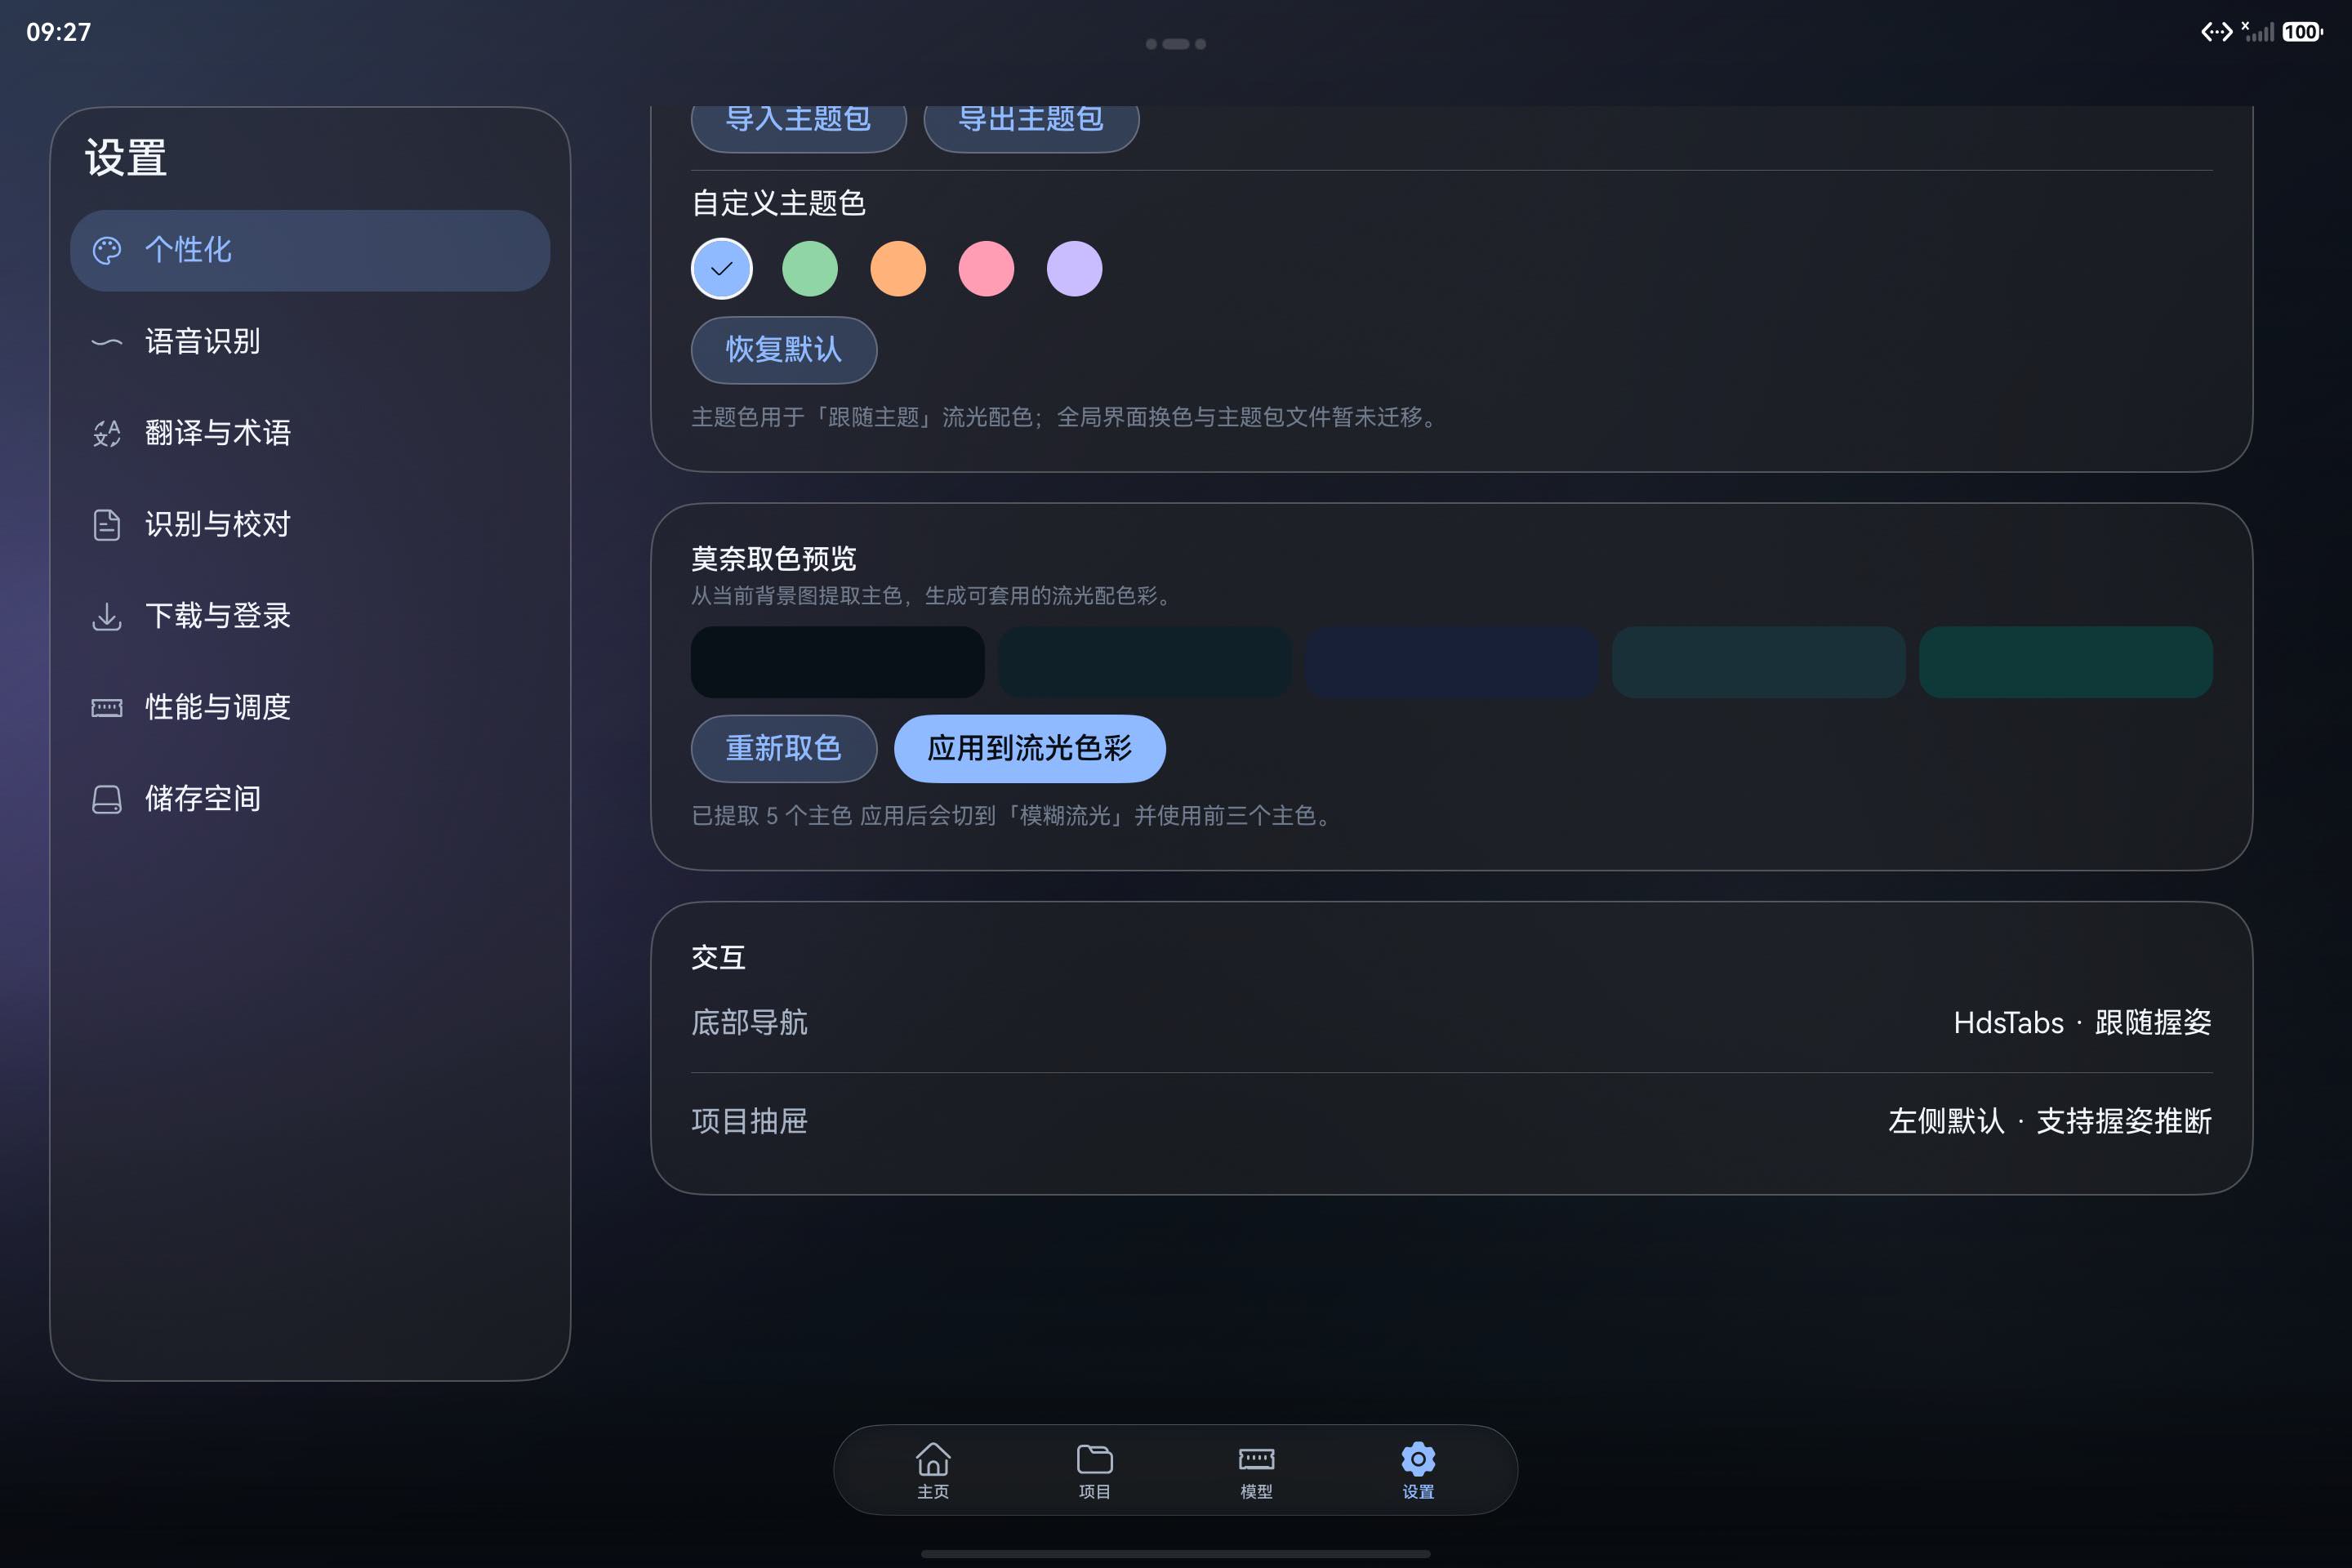 09:27
100
设置
个性化
语音识别
翻译与术语
识别与校对
下载与登录
性能与调度
储存空间
导入主题包 导出主题包
自定义主题色
恢复默认
主题色用于「跟随主题」流光配色；全局界面换色与主题包文件暂未迁移。
莫奈取色预览
从当前背景图提取主色，生成可套用的流光配色彩。
重新取色 应用到流光色彩
已提取 5 个主色 应用后会切到「模糊流光」并使用前三个主色。
交互
底部导航 HdsTabs · 跟随握姿
项目抽屉 左侧默认 · 支持握姿推断
主页 项目 模型 设置